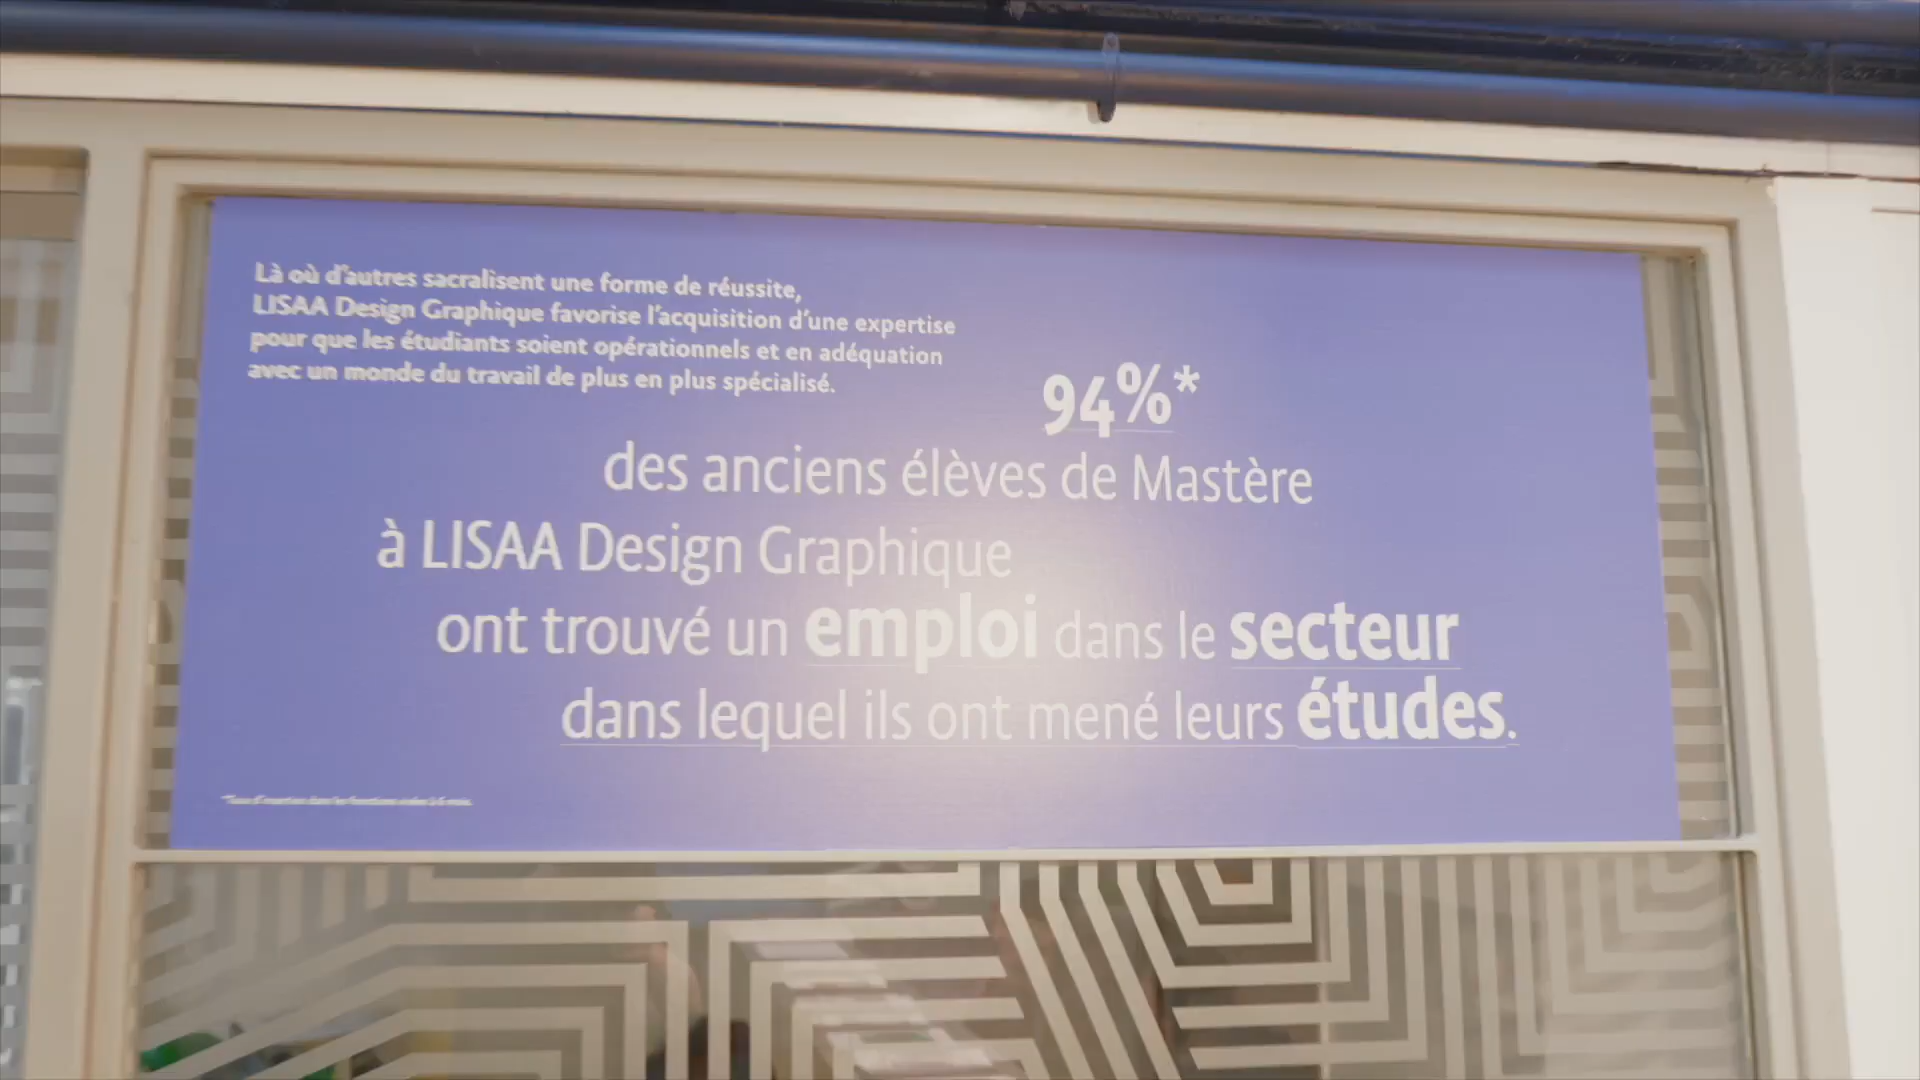 Là où d'autres sacralisent une forme de réussite,
LISAA Design Graphique favorise l'acquisition d'une expertise
pour que les étudiants soient opérationnels et en adéquation
avec un monde du travail de plus en plus spécialisé.
94%*
des anciens élèves de Mastère
à LISAA Design Graphique
ont trouvé un emploi dans le secteur
dans lequel ils ont mené leurs études.